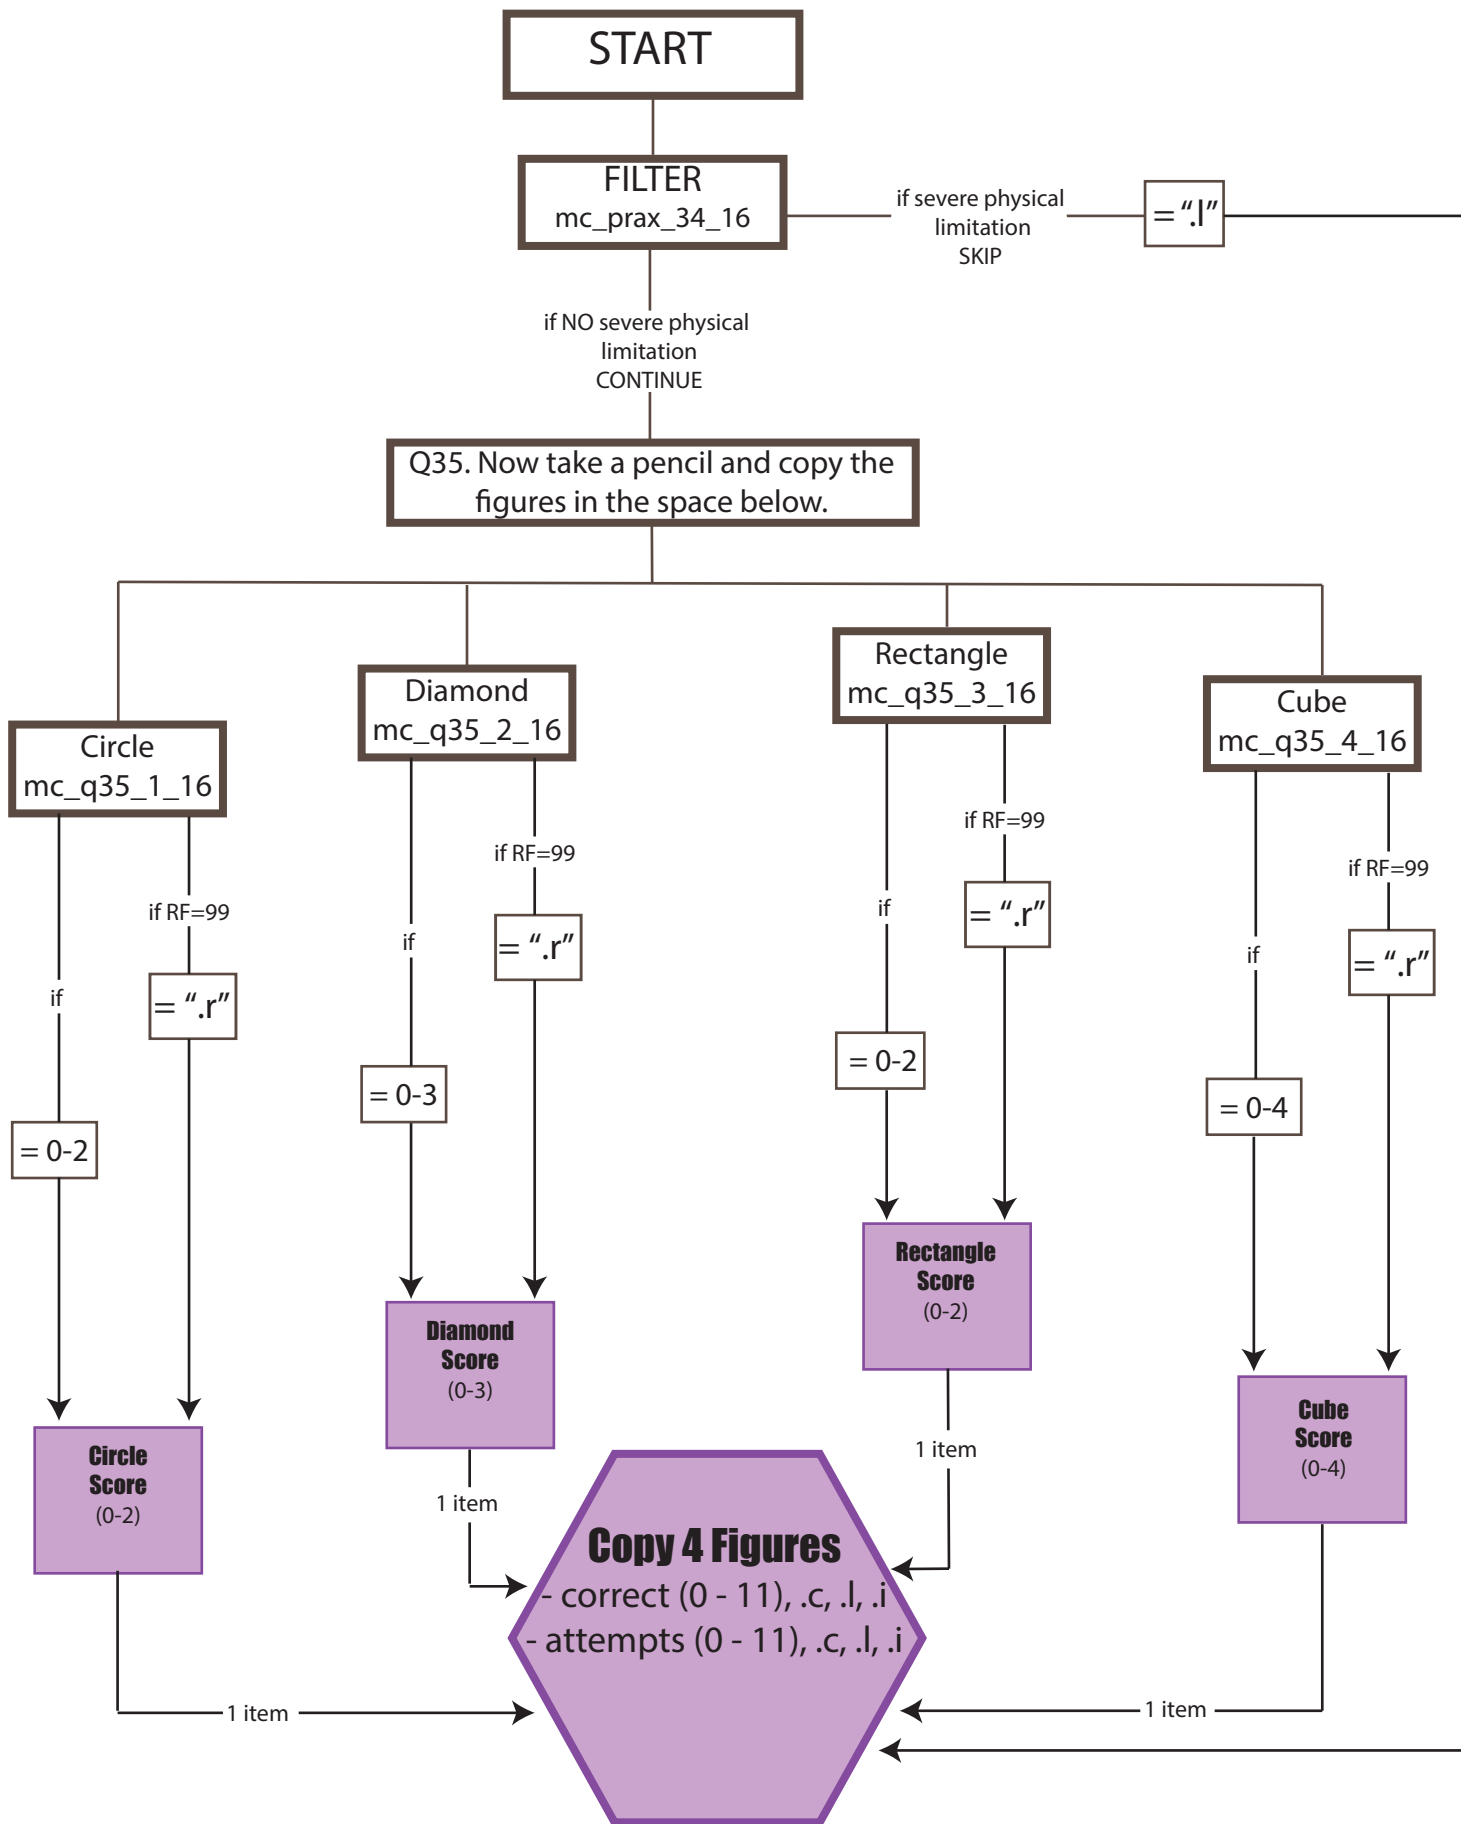 START
FILTER
mc_prax_34_16
if severe physical
limitation
SKIP
= “.l”
if NO severe physical
limitation
CONTINUE
Q35. Now take a pencil and copy the
figures in the space below.
Circle
mc_q35_1_16
if
if RF=99
= “.r”
= 0-2
Circle
Score
(0-2)
1 item
Diamond
mc_q35_2_16
if
if RF=99
= “.r”
= 0-3
Diamond
Score
(0-3)
1 item
Rectangle
mc_q35_3_16
if
if RF=99
= “.r”
= 0-2
Rectangle
Score
(0-2)
1 item
Cube
mc_q35_4_16
if
if RF=99
= “.r”
= 0-4
Cube
Score
(0-4)
1 item
Copy 4 Figures
- correct (0 - 11), .c, .l, .i
- attempts (0 - 11), .c, .l, .i